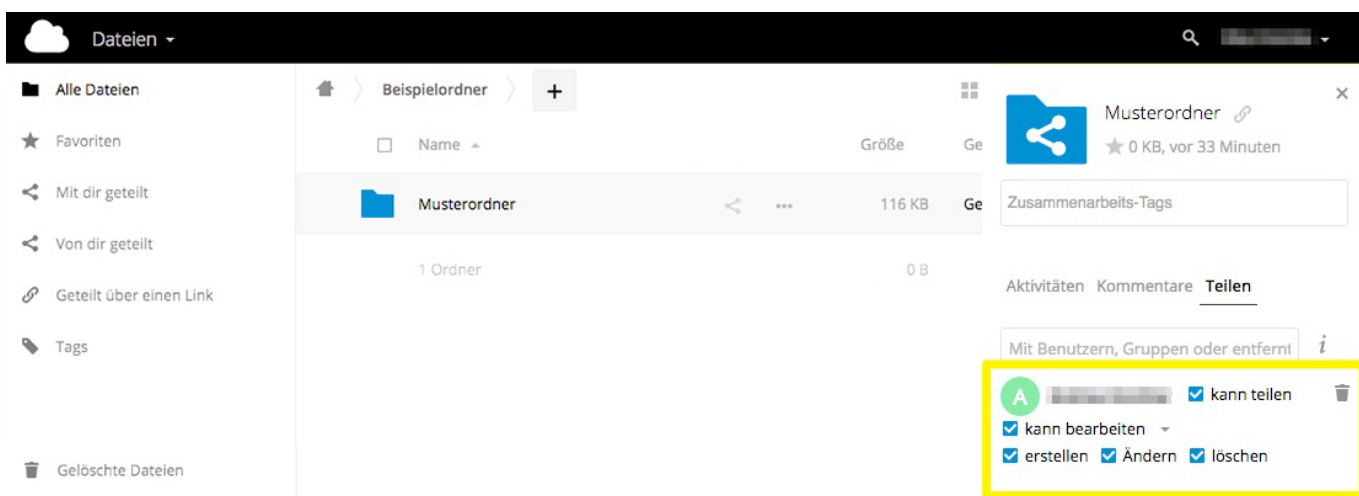 Dateien
Alle Dateien
Favoriten
Mit dir geteilt
Von dir geteilt
Geteilt über einen Link
Tags
Gelöschte Dateien
Beispielordner +
Name Größe Ge
Musterordner 116 KB Ge
1 Ordner 0 B
Musterordner
0 KB, vor 33 Minuten
Zusammenarbeits-Tags
Aktivitäten Kommentare Teilen
Mit Benutzern, Gruppen oder entfernt i
A kann teilen
kann bearbeiten
erstellen Ändern löschen